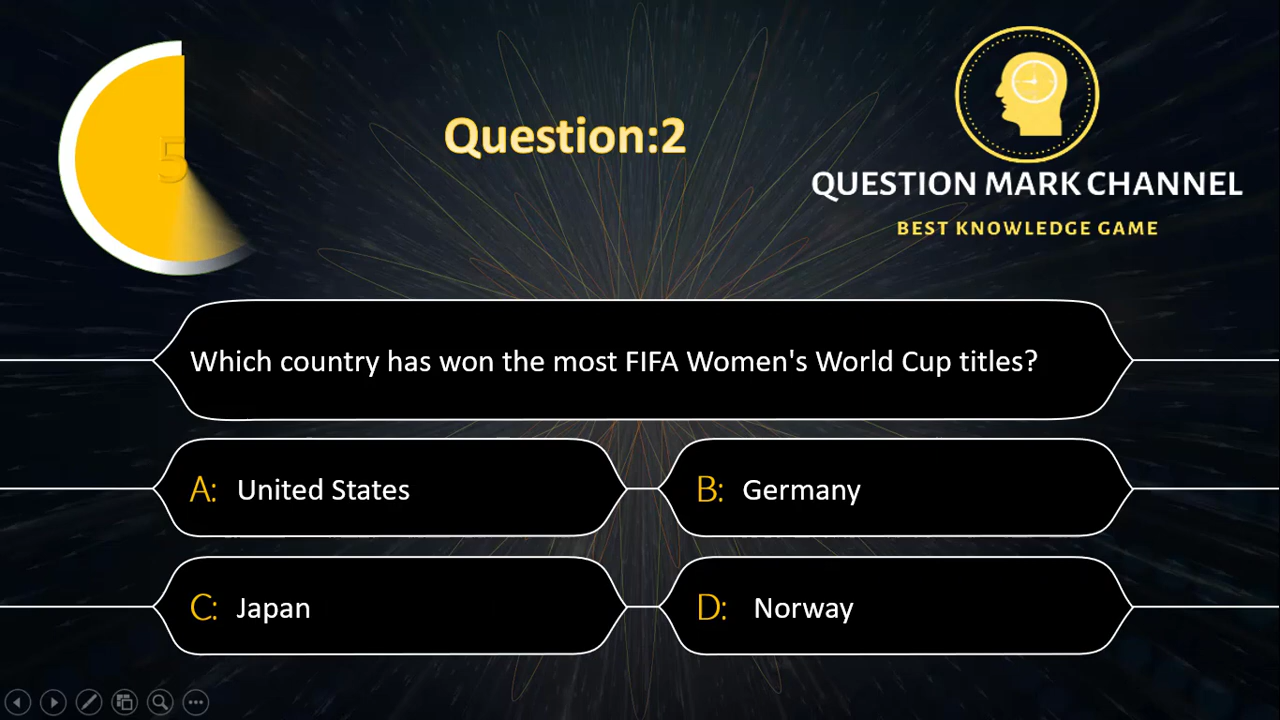 5
Question:2
QUESTION MARK CHANNEL
BEST KNOWLEDGE GAME
Which country has won the most FIFA Women's World Cup titles?
A: United States
B: Germany
C: Japan
D: Norway